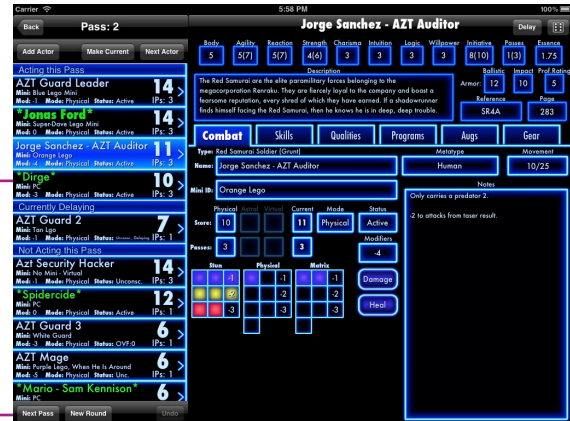 Carrier 5:58 PM 100%
Back Pass: 2 Jorge Sanchez - AZT Auditor Delay
Add Actor Make Current Next Actor
Body Agility Reaction Strength Charisma Intuition Logic Willpower Initiative Passes Essence
5 5(7) 5(7) 4(6) 3 3 3 3 8(10) 1(3) 1.75
Description
The Red Samurai are the elite paramilitary forces belonging to the
megacorporation Renraku. They are fiercely loyal to the company and boast a
fearsome reputation, every shred of which they have earned. If a shadowrunner
finds himself facing the Red Samurai, then he knows he is in deep, deep trouble.
Ballistic Impact Prof.Rating
Armor: 12 10 5
Reference Page
SR4A 283
Acting this Pass
AZT Guard Leader 14
Mini: Blue Lego Mini
Mod: -1 Mode: Physical Status: Active IPs: 3
*Jonas Ford* 14
Mini: Super-Dave Lego Mini
Mod: 0 Mode: Physical Status: Active IPs: 3
Jorge Sanchez - AZT Auditor 11
Mini: Orange Lego
Mod: -4 Mode: Physical Status: Active IPs: 3
*Dirge* 10
Mini: PC
Mod: -3 Mode: Physical Status: Active IPs: 3
Currently Delaying
AZT Guard 2 7
Mini: Tan Lgo
Mod: -1 Mode: Physical Status: Delaying IPs: 1
Not Acting this Pass
Azt Security Hacker 14
Mini: No Mini - Virtual
Mod: -1 Mode: Physical Status: Unconsc. IPs: 3
*Spidercide* 12
Mini: PC
Mod: 0 Mode: Physical Status: Active IPs: 1
AZT Guard 3 6
Mini: White Guard
Mod: -3 Mode: Physical Status: OVF:0 IPs: 1
AZT Mage 6
Mini: Purple Lego, When He Is Around
Mod: -5 Mode: Physical Status: Unc. IPs: 1
*Mario - Sam Kennison* 6
Mini: PC
Next Pass New Round Undo
Combat Skills Qualities Programs Augs Gear
Type: Red Samurai Soldier (Grunt) Metatype Movement
Name: Jorge Sanchez - AZT Auditor Human 10/25
Mini ID: Orange Lego
Notes
Only carries a predator 2.
-2 to attacks from taser result.
Physical Astral Virtual Current Mode Status
Score: 10 11 Physical Active
Modifiers
Passes: 3 3 -4
Stun Physical Matrix
-1 -1 -1
-2 -2 -2
-3 -3 -3
Damage
Heal